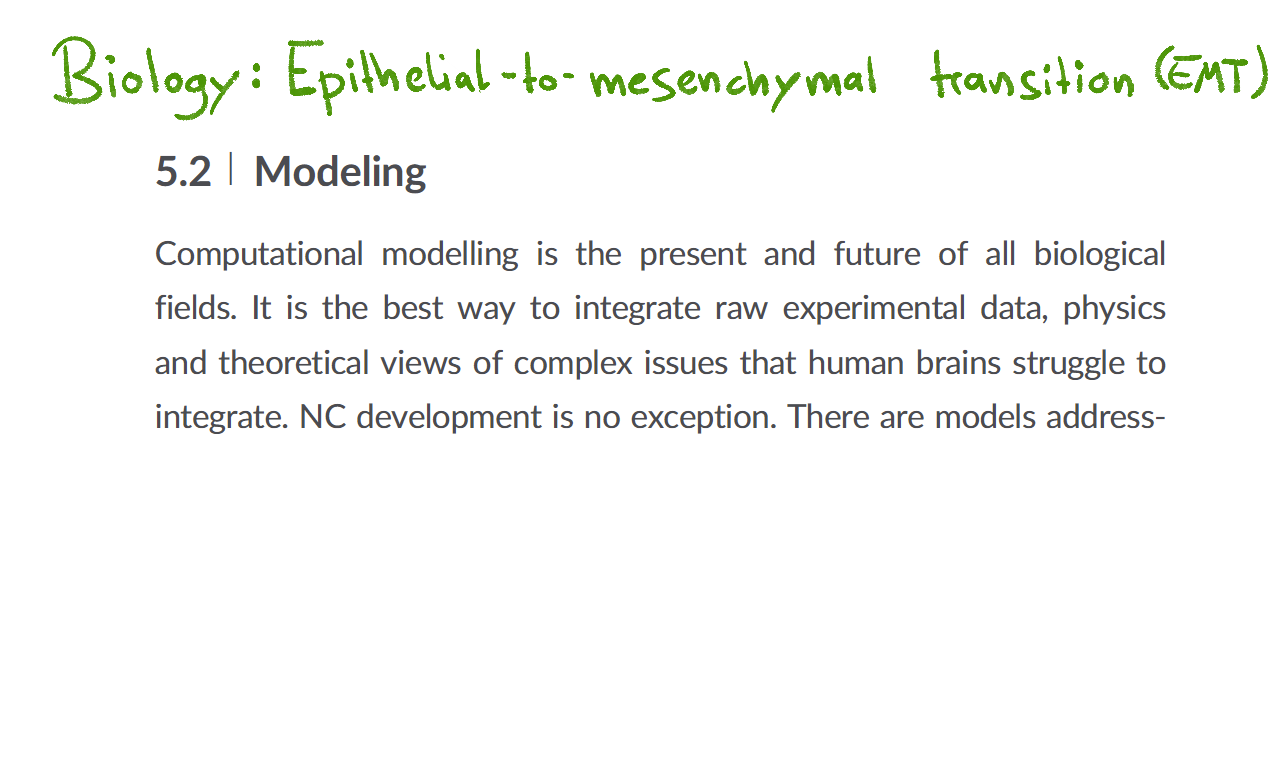 Biology: Epithelial-to-mesenchymal transition (EMT)
5.2 | Modeling
Computational modelling is the present and future of all biological
fields. It is the best way to integrate raw experimental data, physics
and theoretical views of complex issues that human brains struggle to
integrate. NC development is no exception. There are models address-